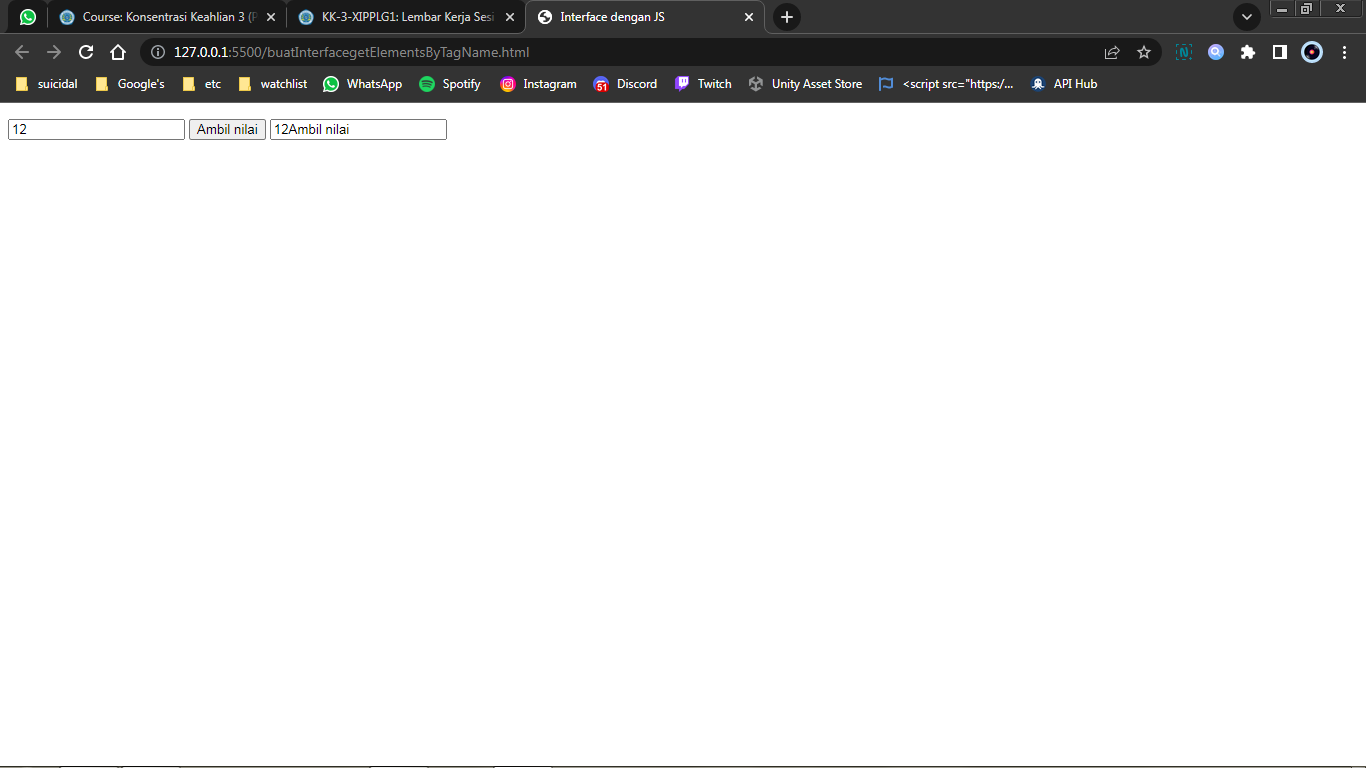 Course: Konsentrasi Keahlian 3 (P
KK-3-XIPPLG1: Lembar Kerja Sesi
Interface dengan JS
127.0.0.1:5500/buatInterfacegetElementsByTagName.html
N
suicidal
Google's
etc
watchlist
WhatsApp
Spotify
Instagram
51
Discord
Twitch
Unity Asset Store
<script src="https:/...
API Hub
12
Ambil nilai
12Ambil nilai